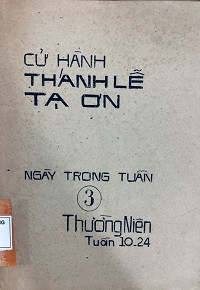 CỬ HÀNH
THÁNH LỄ
TẠ ƠN
NGÀY TRONG TUẦN
3
Thường Niên
Tuần 10.24